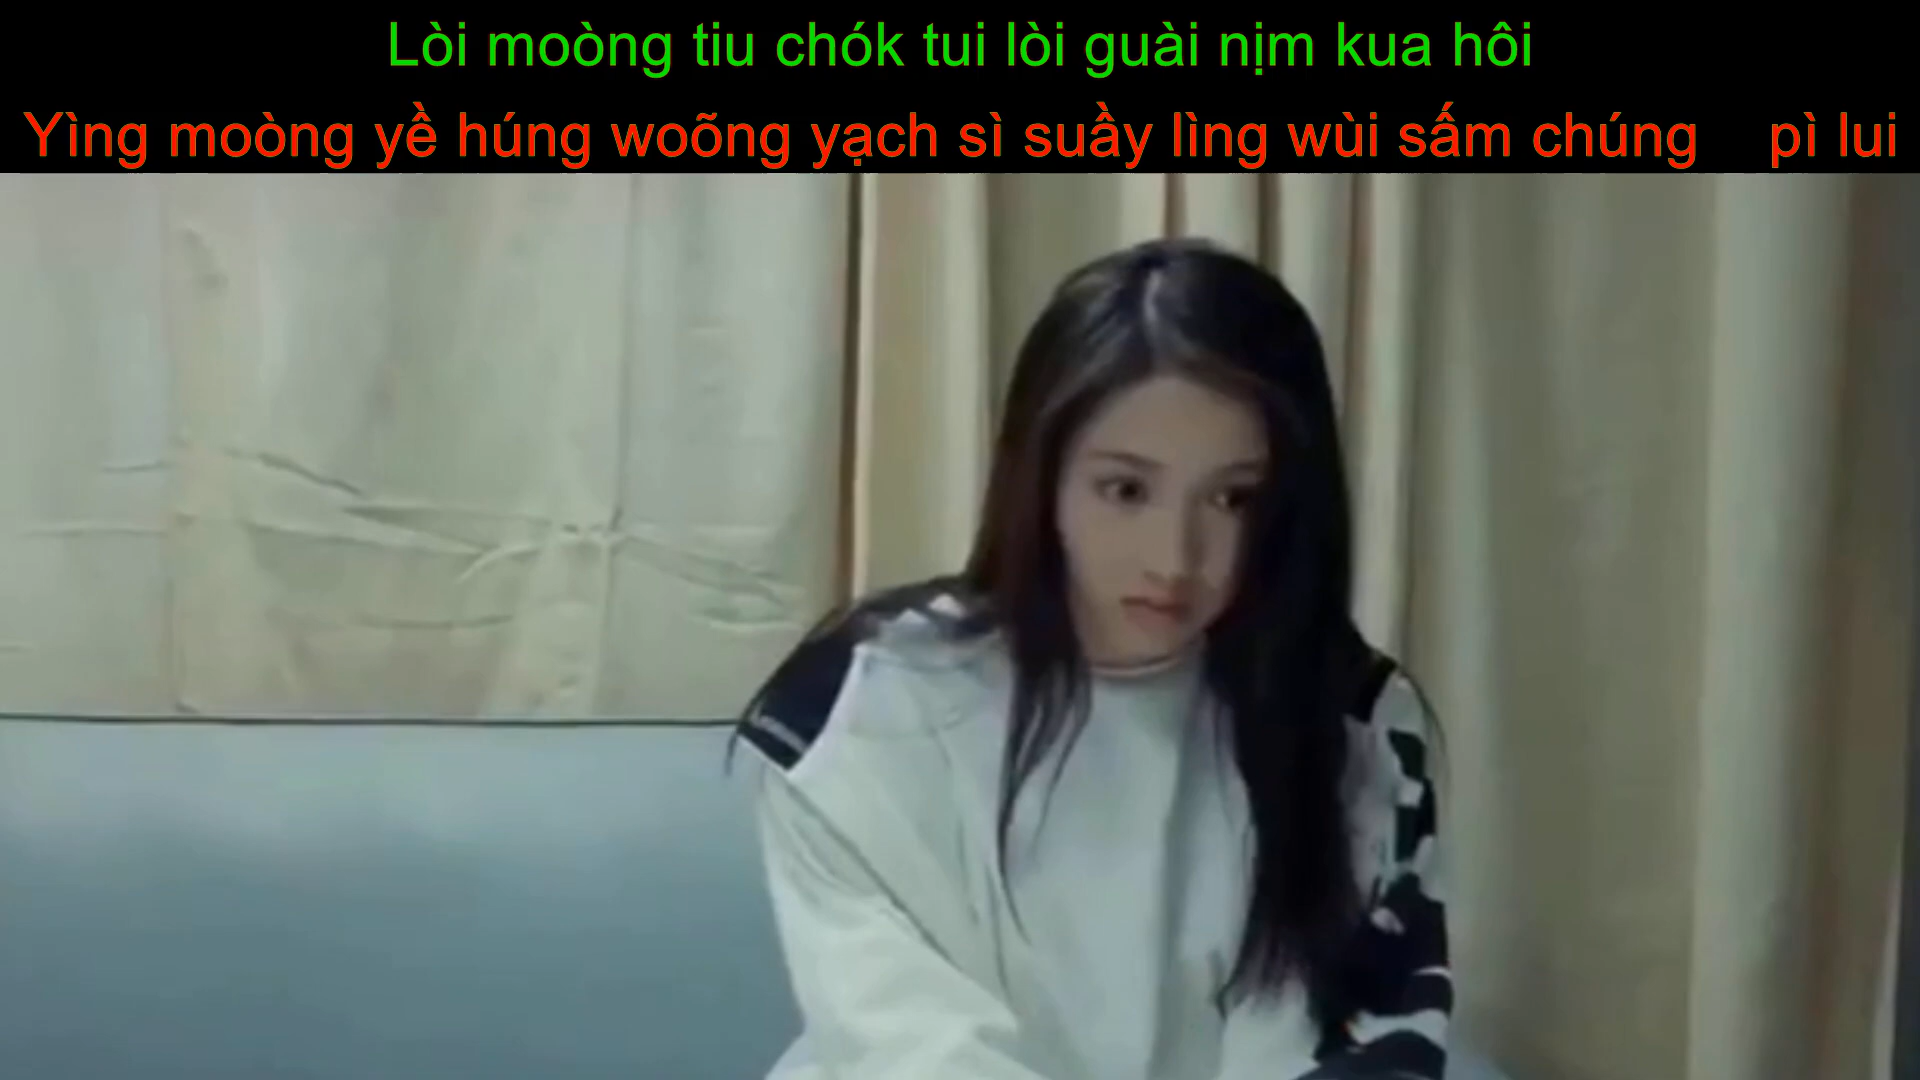 Lòi moòng tiu chók tui lòi guài nịm kua hôi
Yìng moòng yề húng woõng yạch sì suầy lìng wùi sấm chúng pì lui